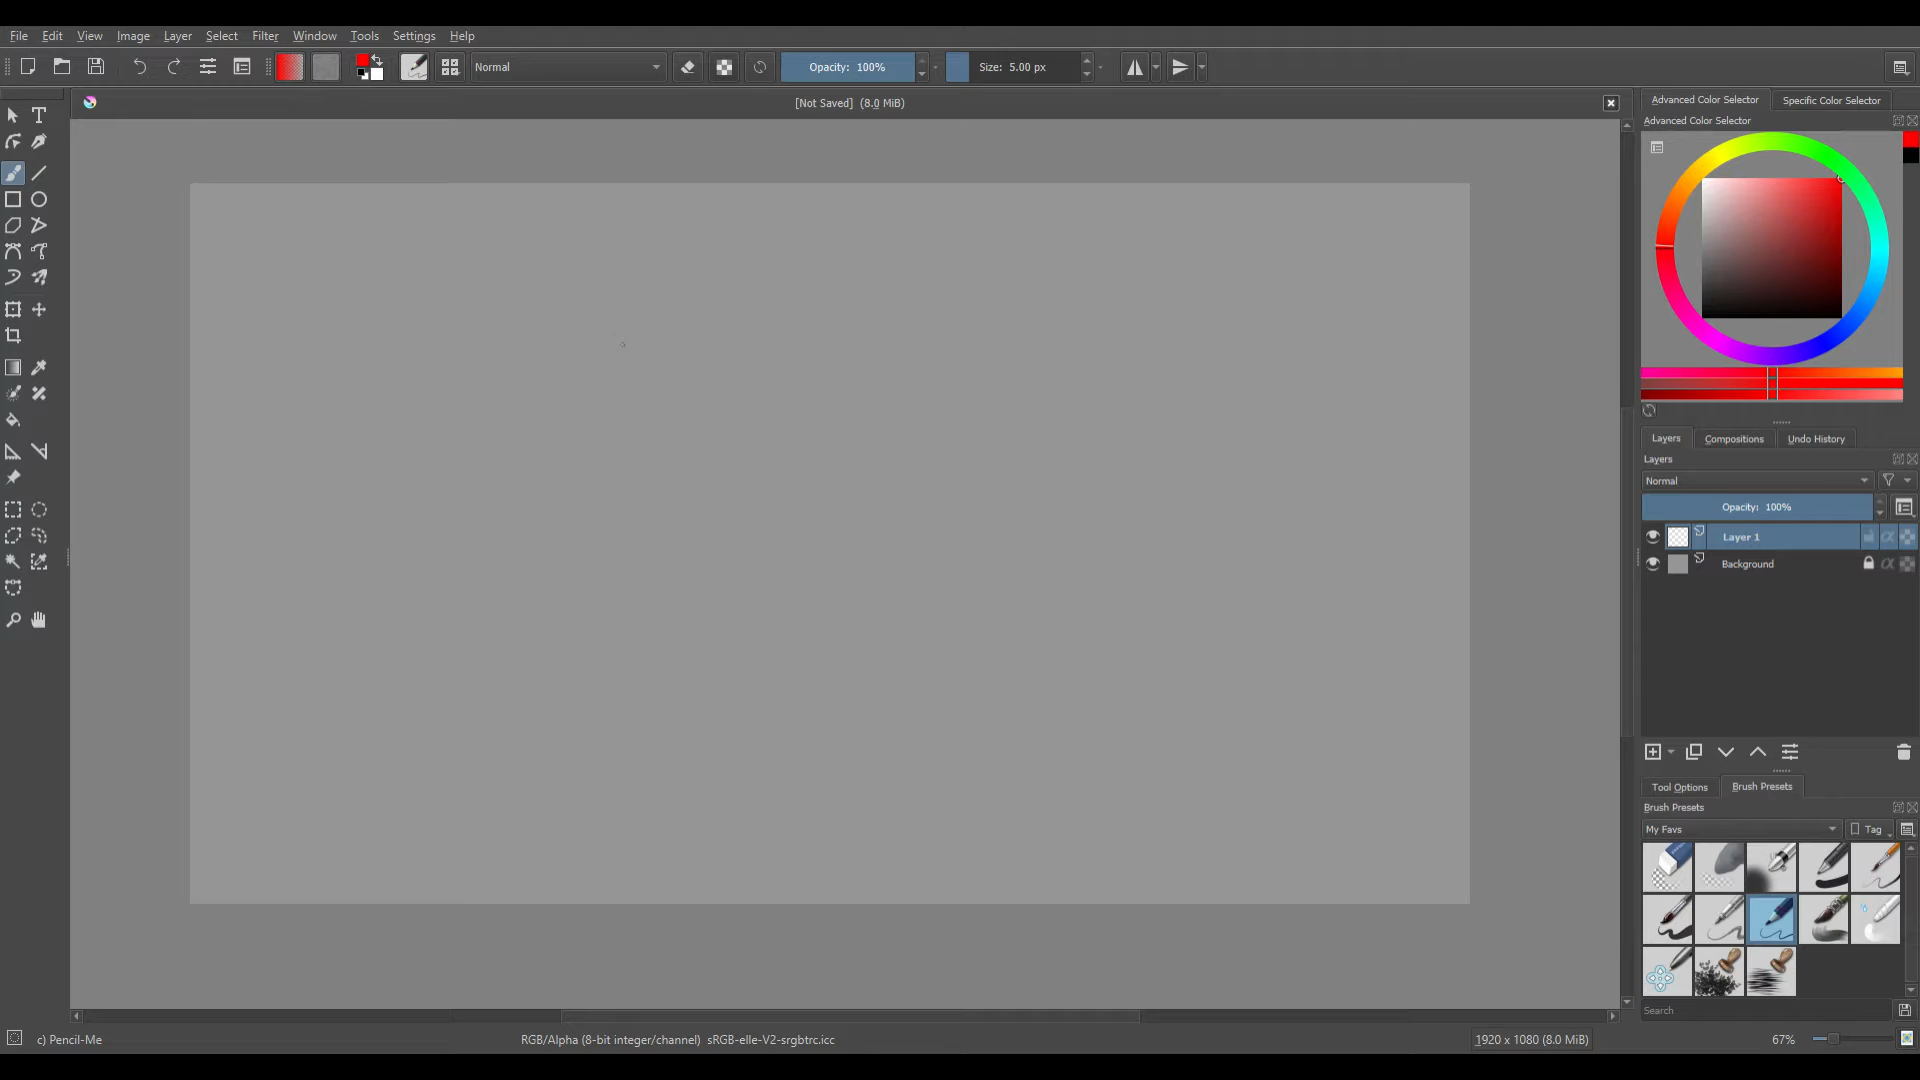 File Edit View Image Layer Select Filter Window Tools Settings Help
Normal Opacity: 100% Size: 5.00 px
[Not Saved] (8.0 MiB)
Advanced Color Selector Specific Color Selector
Advanced Color Selector
Layers Compositions Undo History
Layers
Normal
Opacity: 100%
Layer 1
Background
Tool Options Brush Presets
Brush Presets
My Favs Tag
Search
c) Pencil-Me RGB/Alpha (8-bit integer/channel) sRGB-elle-V2-srgbtrc.icc 1920 x 1080 (8.0 MiB) 67%